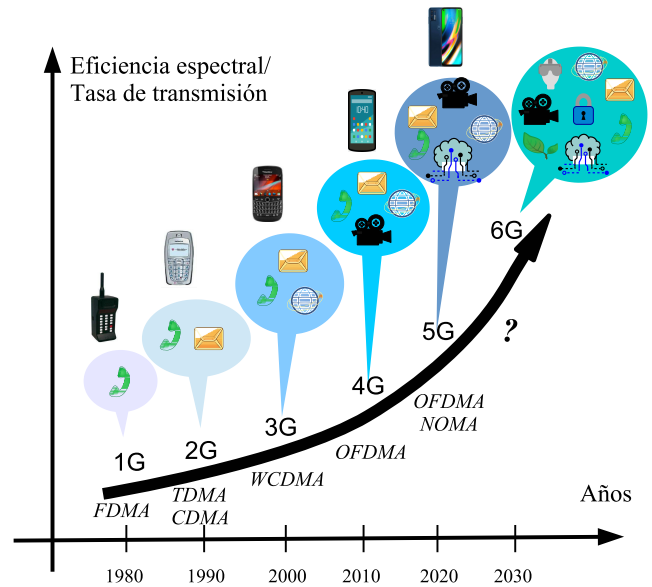 Eficiencia espectral/
Tasa de transmisión
6G
?
5G
OFDMA
NOMA
4G
OFDMA
3G
WCDMA
2G
TDMA
CDMA
1G
FDMA
Años
1980
1990
2000
2010
2020
2030